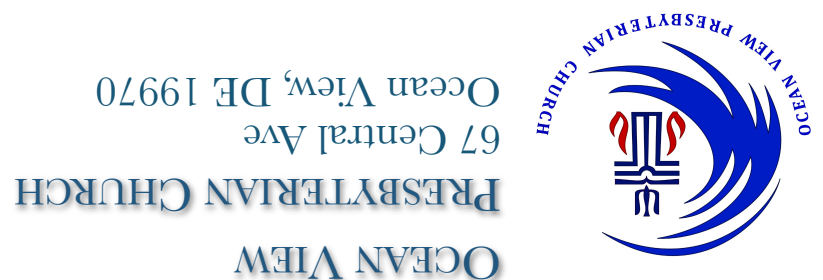 OCEAN VIEW
PRESBYTERIAN CHURCH
67 Central Ave
Ocean View, DE 19970
OCEAN VIEW PRESBYTERIAN CHURCH